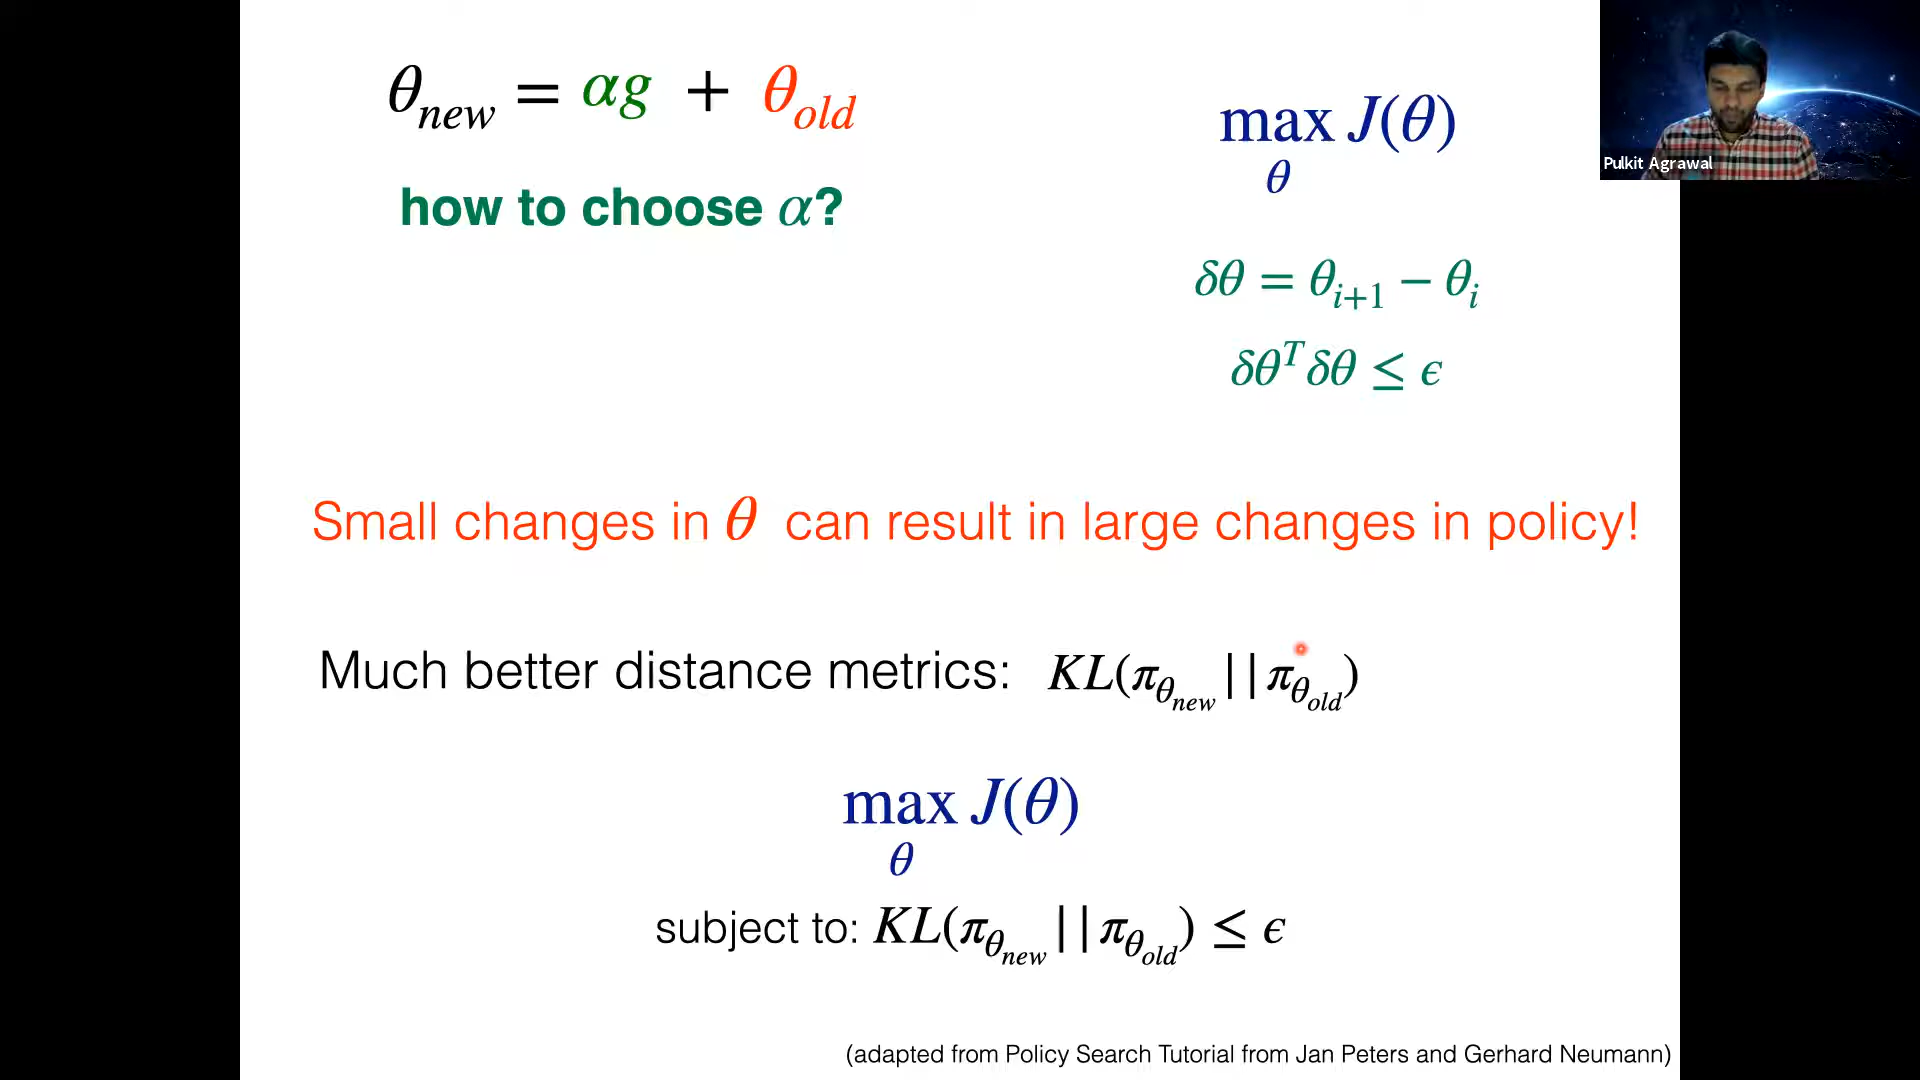 θ_new = αg + θ_old
how to choose α?
max_θ J(θ)
δθ = θ_{i+1} − θ_i
δθ^T δθ ≤ ϵ
Pulkit Agrawal
Small changes in θ can result in large changes in policy!
Much better distance metrics: KL(π_{θ_new} || π_{θ_old})
max_θ J(θ)
subject to: KL(π_{θ_new} || π_{θ_old}) ≤ ϵ
(adapted from Policy Search Tutorial from Jan Peters and Gerhard Neumann)